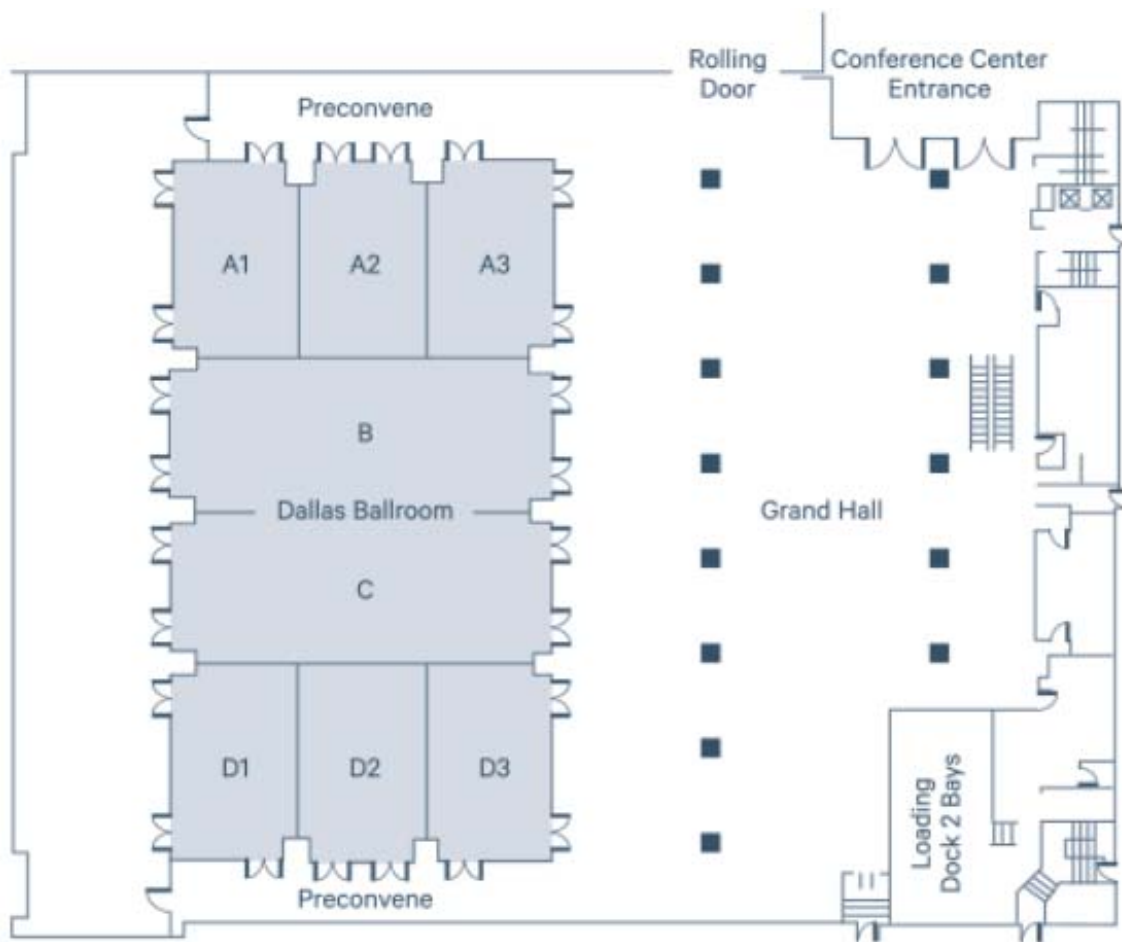 Rolling
Door
Conference Center
Entrance
Preconvene
A1
A2
A3
B
Dallas Ballroom
Grand Hall
C
D1
D2
D3
Loading
Dock 2 Bays
Preconvene